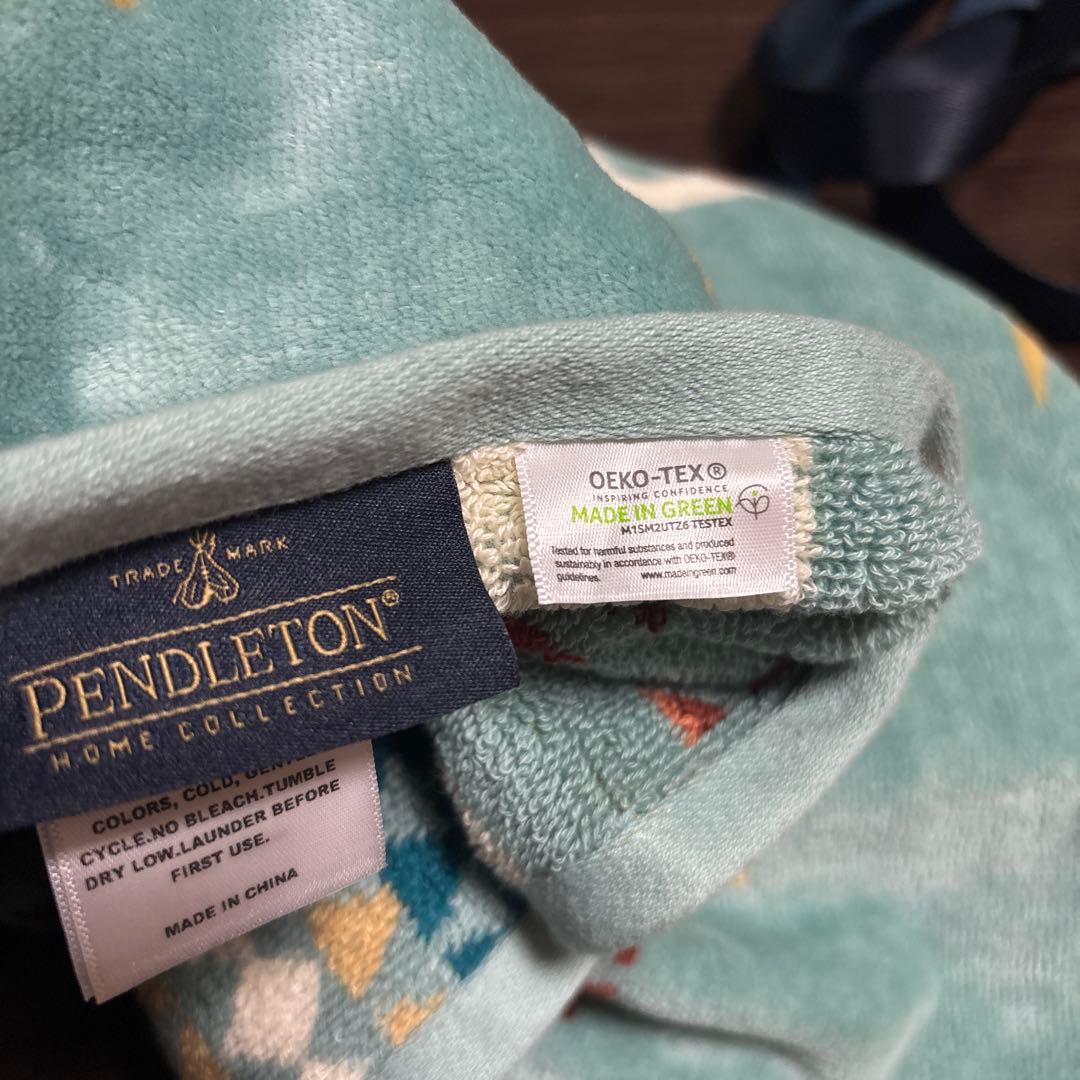 OEKO-TEX®
INSPIRING CONFIDENCE
MADE IN GREEN
M1SM2UTZ6 TESTEX
Tested for harmful substances and produced
sustainably in accordance with OEKO-TEX®
guidelines. www.madeingreen.com
TRADE MARK
PENDLETON®
HOME COLLECTION
COLORS, COLD,
CYCLE.NO BLEACH.TUMBLE
DRY LOW.LAUNDER BEFORE
FIRST USE.
MADE IN CHINA